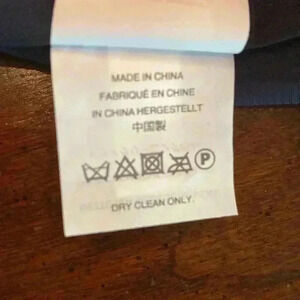 MADE IN CHINA
FABRIQUÉ EN CHINE
IN CHINA HERGESTELLT
中国製
P
DRY CLEAN ONLY.